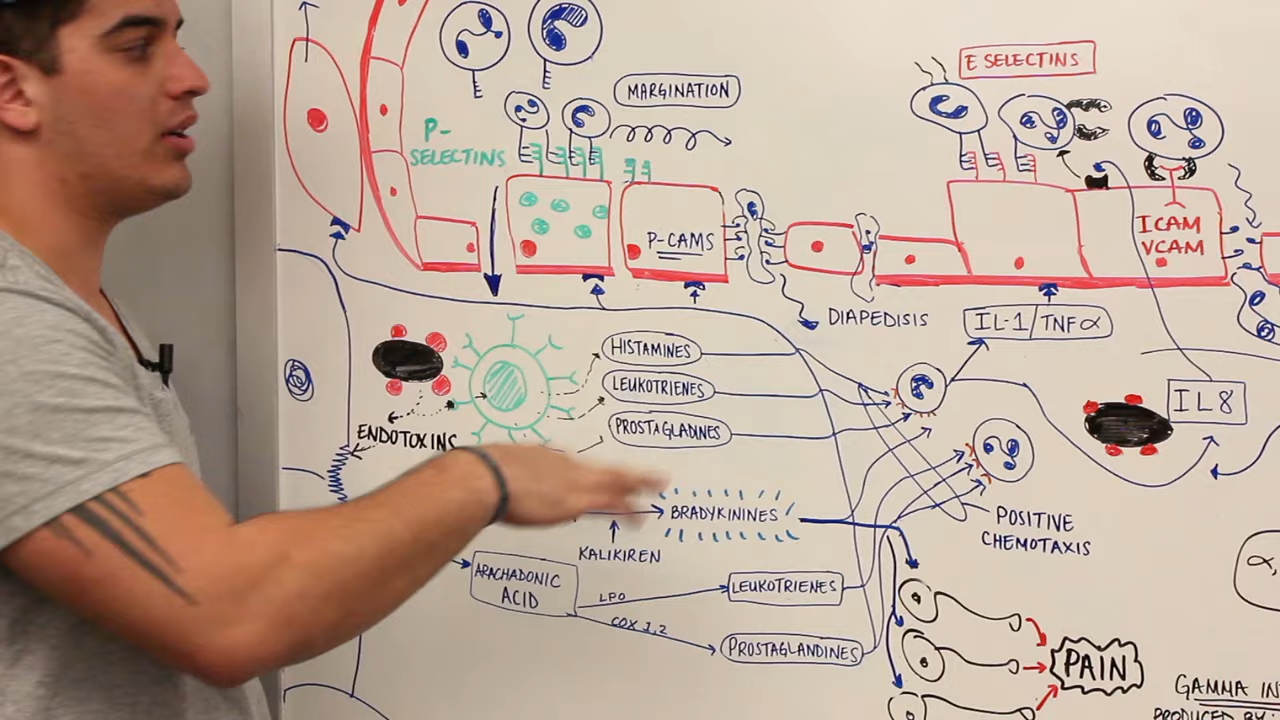 MARGINATION
P-
SELECTINS
P-CAMS
E SELECTINS
ICAM
VCAM
DIAPEDISIS
IL-1/TNFα
HISTAMINES
LEUKOTRIENES
PROSTAGLADINES
ENDOTOXINS
IL8
BRADYKININES
KALIKIREN
POSITIVE
CHEMOTAXIS
ARACHADONIC
ACID
LPO
LEUKOTRIENES
COX 1,2
PROSTAGLANDINES
PAIN
α,
GAMMA IN
PRODUCED BY